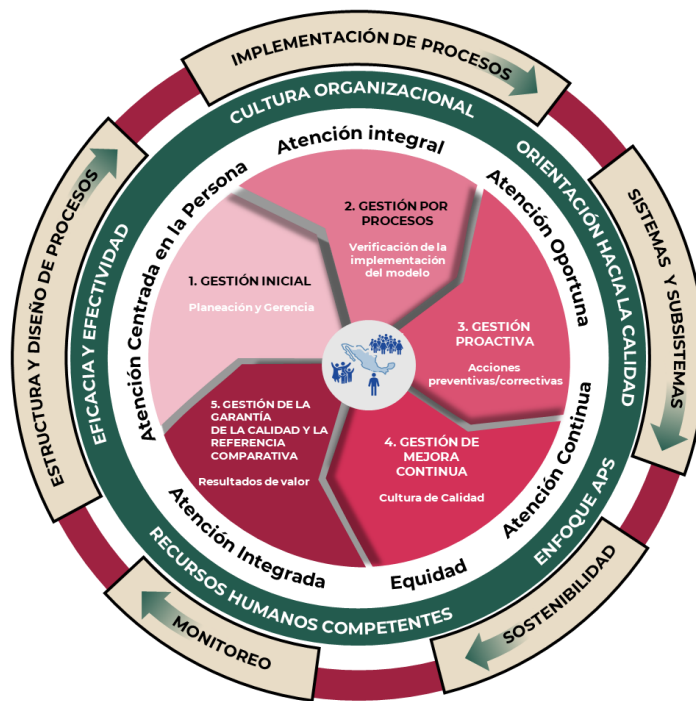 IMPLEMENTACIÓN DE PROCESOS
SISTEMAS Y SUBSISTEMAS
SOSTENIBILIDAD
MONITOREO
ESTRUCTURA Y DISEÑO DE PROCESOS
CULTURA ORGANIZACIONAL
ORIENTACIÓN HACIA LA CALIDAD
ENFOQUE APS
RECURSOS HUMANOS COMPETENTES
EFICACIA Y EFECTIVIDAD
Atención integral
Atención Oportuna
Atención Continua
Equidad
Atención Integrada
Atención Centrada en la Persona
1. GESTIÓN INICIAL
Planeación y Gerencia
2. GESTIÓN POR
PROCESOS
Verificación de la
implementación
del modelo
3. GESTIÓN
PROACTIVA
Acciones
preventivas/correctivas
4. GESTIÓN DE
MEJORA
CONTINUA
Cultura de Calidad
5. GESTIÓN DE LA
GARANTÍA
DE LA CALIDAD Y LA
REFERENCIA
COMPARATIVA
Resultados de valor